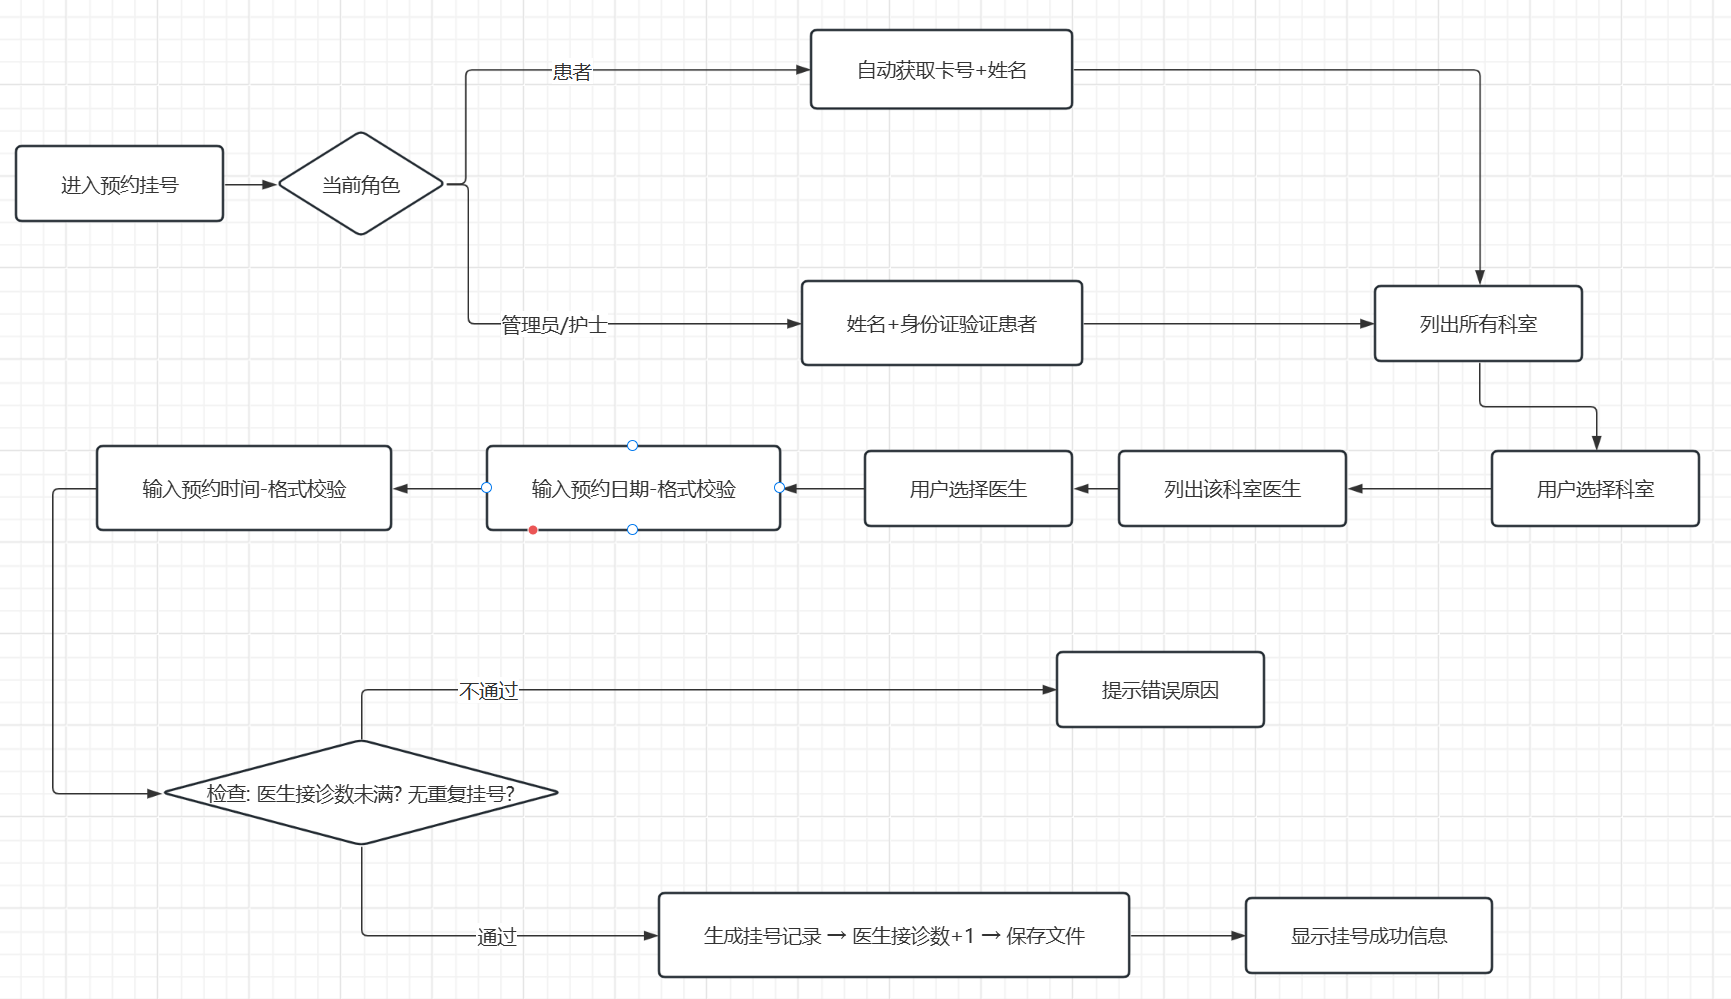 患者
自动获取卡号+姓名
进入预约挂号
当前角色
管理员/护士
姓名+身份证验证患者
列出所有科室
输入预约时间-格式校验
输入预约日期-格式校验
用户选择医生
列出该科室医生
用户选择科室
不通过
提示错误原因
检查: 医生接诊数未满? 无重复挂号?
通过
生成挂号记录 → 医生接诊数+1 → 保存文件
显示挂号成功信息